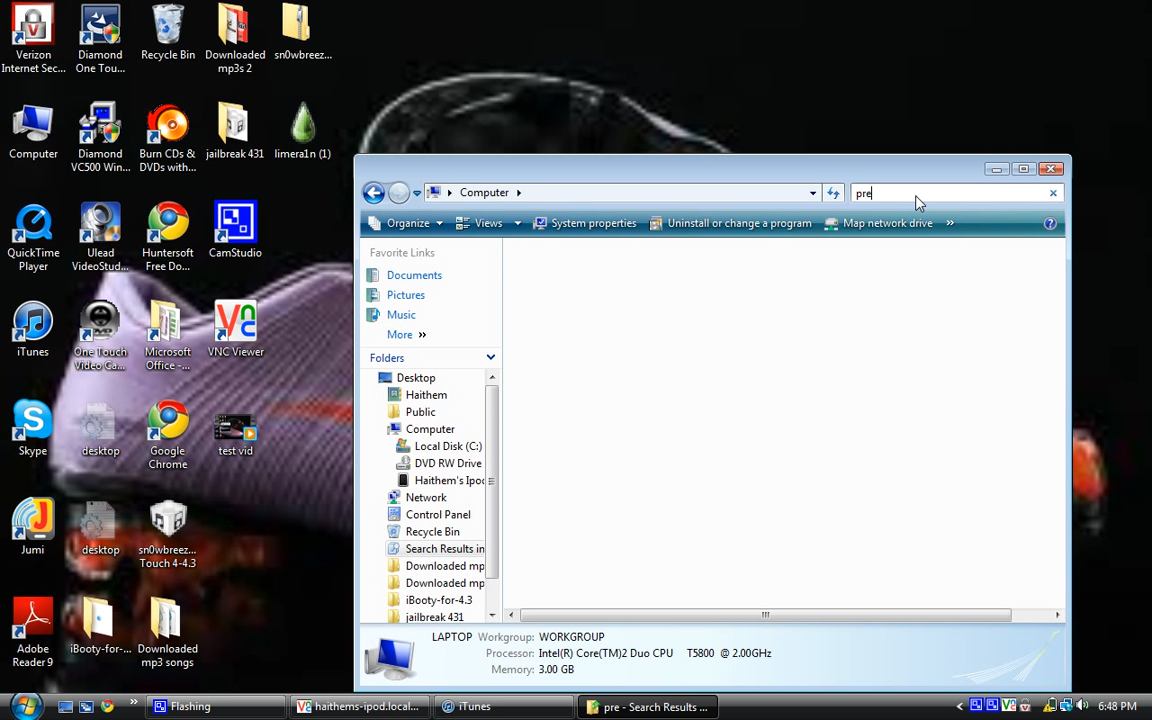 Verizon
Internet Sec...
Diamond
One Tou...
Recycle Bin
Downloaded
mp3s 2
sn0wbreez...
Computer
Diamond
VC500 Win...
Burn CDs &
DVDs with...
jailbreak 431
limera1n (1)
QuickTime
Player
Ulead
VideoStud...
Huntersoft
Free Do...
CamStudio
iTunes
One Touch
Video Ca...
Microsoft
Office -...
VNC Viewer
Skype
desktop
Google
Chrome
test vid
Jumi
desktop
sn0wbreez...
Touch 4-4.3
Adobe
Reader 9
iBooty-for-...
Downloaded
mp3 songs
Computer
pre
Organize
Views
System properties
Uninstall or change a program
Map network drive
»
Favorite Links
Documents
Pictures
Music
More »
Folders
Desktop
Haithem
Public
Computer
Local Disk (C:)
DVD RW Drive
Haithem's Ipod
Network
Control Panel
Recycle Bin
Search Results in
Downloaded mp
Downloaded mp
iBooty-for-4.3
jailbreak 431
LAPTOP Workgroup: WORKGROUP
Processor: Intel(R) Core(TM)2 Duo CPU T5800 @ 2.00GHz
Memory: 3.00 GB
» Flashing haithems-ipod.local... iTunes pre - Search Results ... 6:48 PM